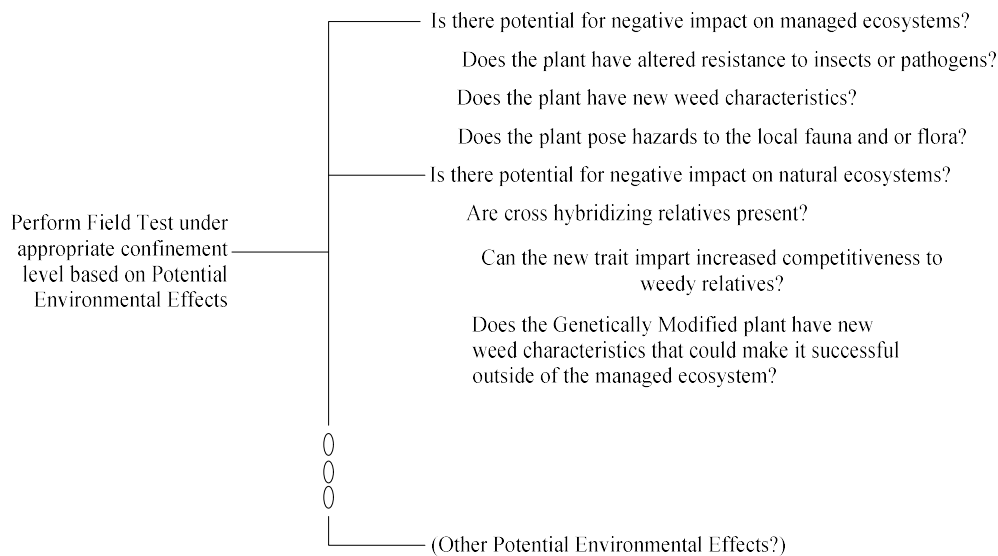 Is there potential for negative impact on managed ecosystems?
Does the plant have altered resistance to insects or pathogens?
Does the plant have new weed characteristics?
Does the plant pose hazards to the local fauna and or flora?
Is there potential for negative impact on natural ecosystems?
Are cross hybridizing relatives present?
Perform Field Test under
appropriate confinement
level based on Potential
Environmental Effects
Can the new trait impart increased competitiveness to
weedy relatives?
Does the Genetically Modified plant have new
weed characteristics that could make it successful
outside of the managed ecosystem?
(Other Potential Environmental Effects?)